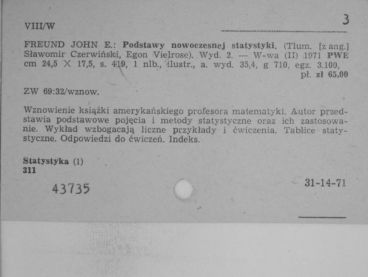 3
VIII/W
FREUND JOHN E.: Podstawy nowoczesnej statystyki, (Tłum. [z ang.]
Sławomir Czerwiński, Egon Vielrose). Wyd. 2. — W-wa (II) 1971 PWE
cm 24,5 X 17,5, s. 419, 1 nlb., ilustr., a. wyd. 35,4, g 710, egz. 3.100,
pł. zł 65,00
ZW 69:32/wznow.
Wznowienie książki amerykańskiego profesora matematyki. Autor przed-
stawia podstawowe pojęcia i metody statystyczne oraz ich zastosowa-
nie. Wykład wzbogacają liczne przykłady i ćwiczenia. Tablice staty-
styczne. Odpowiedzi do ćwiczeń. Indeks.
Statystyka (1)
311
43735
31-14-71